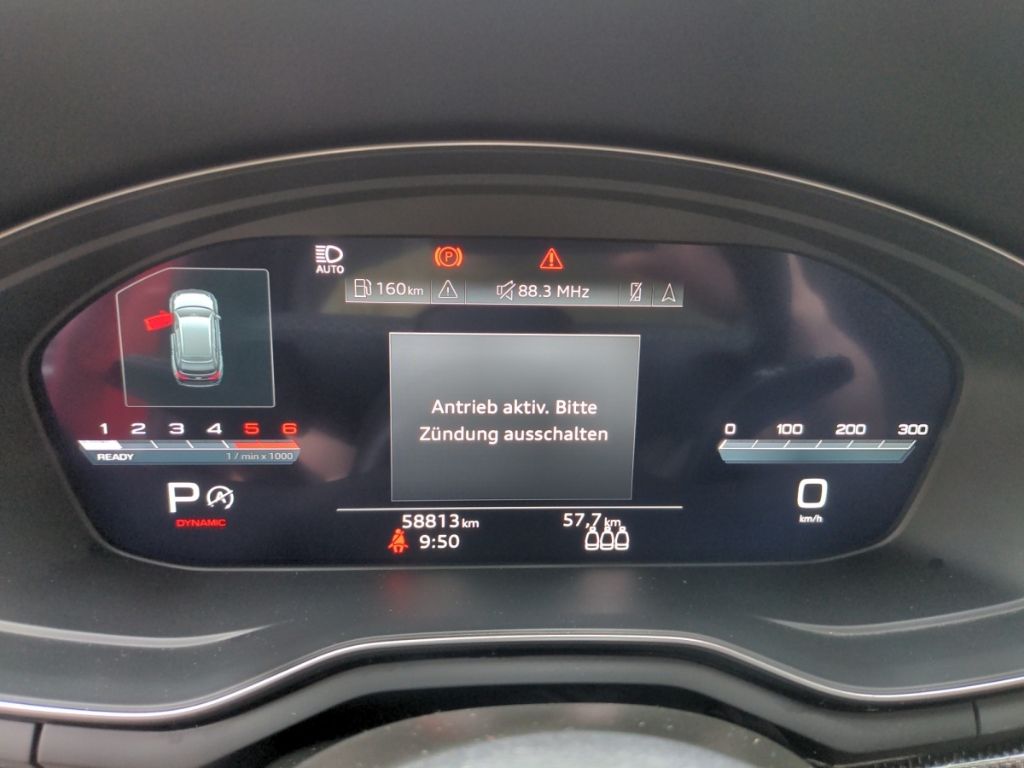 AUTO
P
160km
88.3 MHz
Antrieb aktiv. Bitte
Zündung ausschalten
1 2 3 4 5 6
READY 1 / min x 1000
0 100 200 300
P A
DYNAMIC
0
km/h
58813km 57,7km
9:50